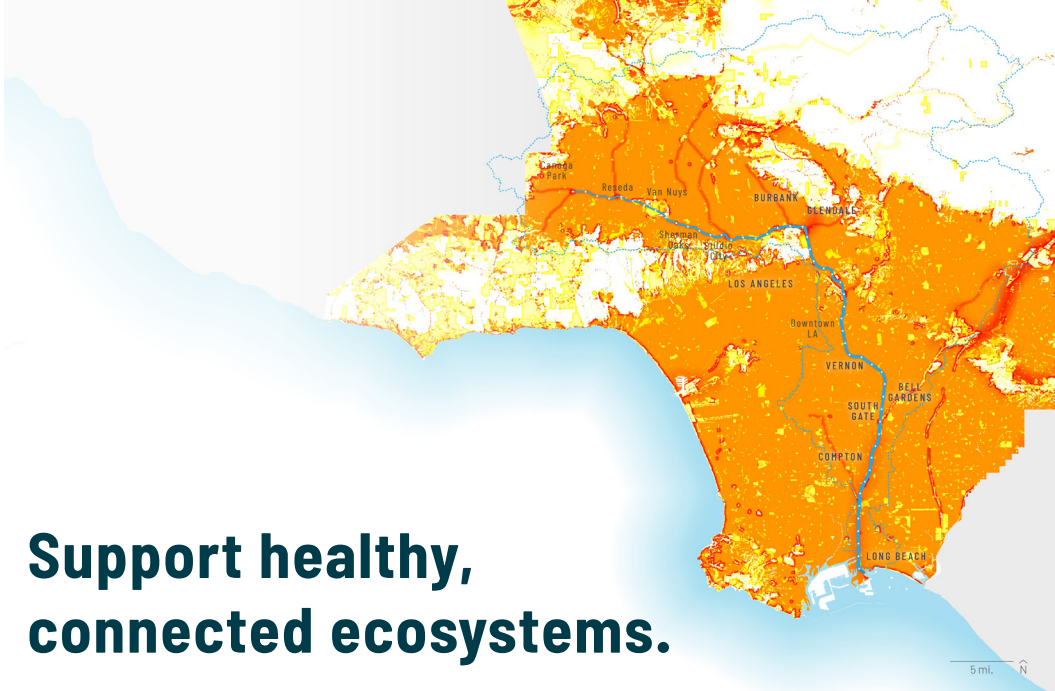 Canoga
Park
Reseda
Van Nuys
BURBANK
GLENDALE
Sherman
Oaks
Studio
City
LOS ANGELES
Downtown
LA
VERNON
BELL
GARDENS
SOUTH
GATE
COMPTON
Support healthy,
connected ecosystems.
LONG BEACH
5 mi.
N